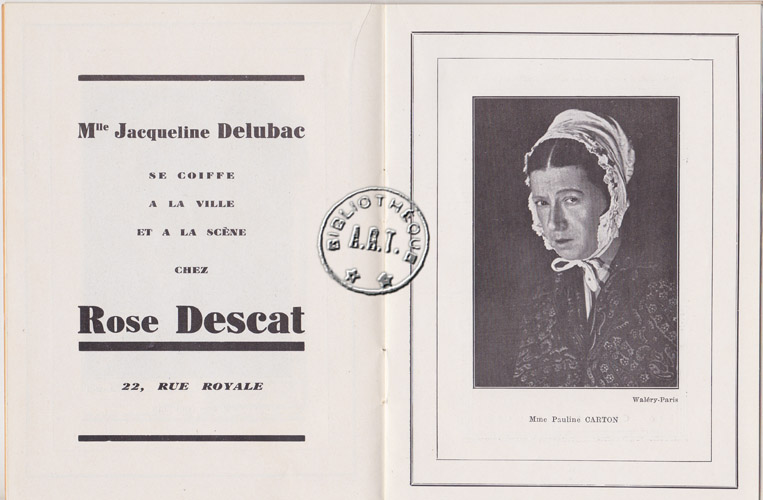 Mlle Jacqueline Delubac
SE COIFFE
A LA VILLE
ET A LA SCÈNE
CHEZ
Rose Descat
22, RUE ROYALE
BIBLIOTHÈQUE
A.R.T.
Waléry-Paris
Mme Pauline CARTON